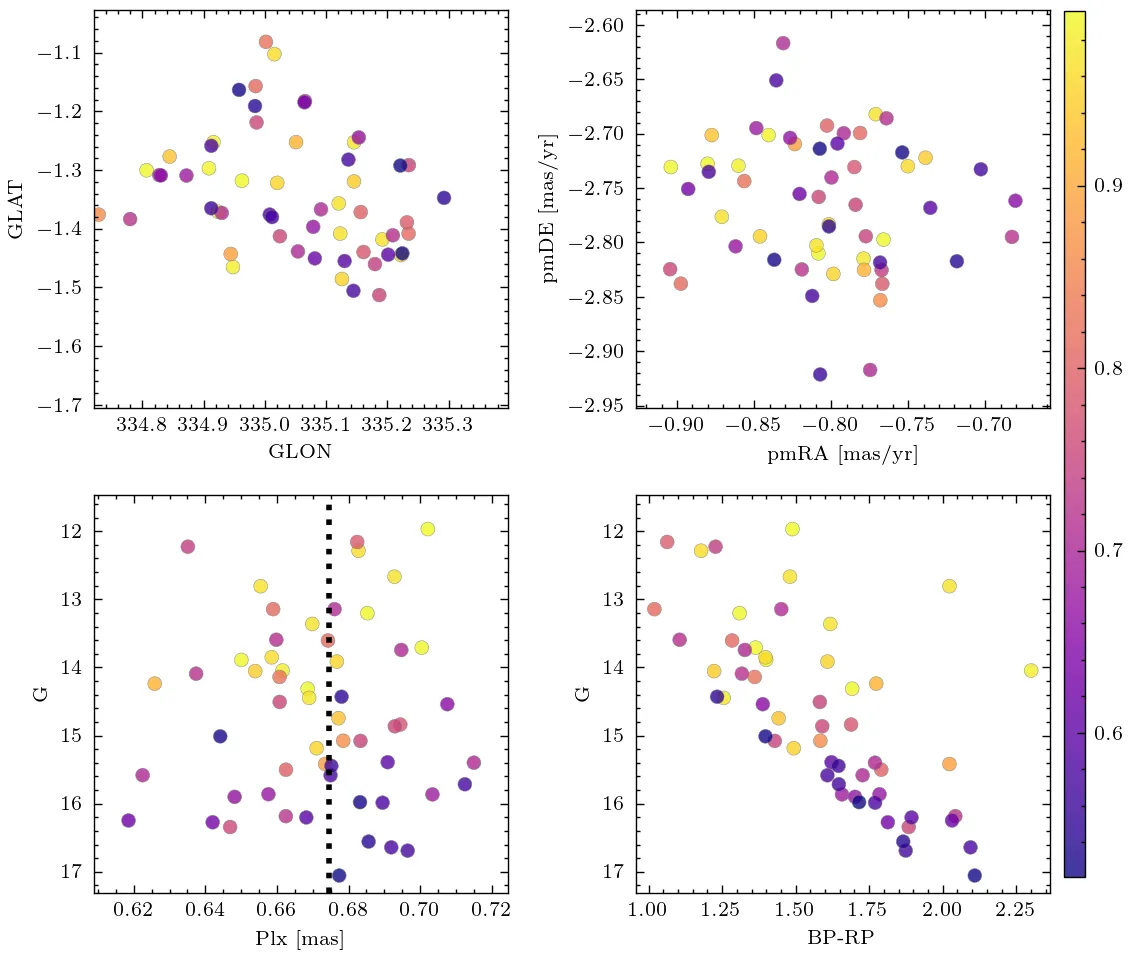 −1.1
−1.2
−1.3
−1.4
−1.5
−1.6
−1.7
GLAT
334.8 334.9 335.0 335.1 335.2 335.3
GLON
−2.60
−2.65
−2.70
−2.75
−2.80
−2.85
−2.90
−2.95
pmDE [mas/yr]
−0.90 −0.85 −0.80 −0.75 −0.70
pmRA [mas/yr]
0.9
0.8
0.7
0.6
12
13
14
15
16
17
G
0.62 0.64 0.66 0.68 0.70 0.72
Plx [mas]
12
13
14
15
16
17
G
1.00 1.25 1.50 1.75 2.00 2.25
BP-RP